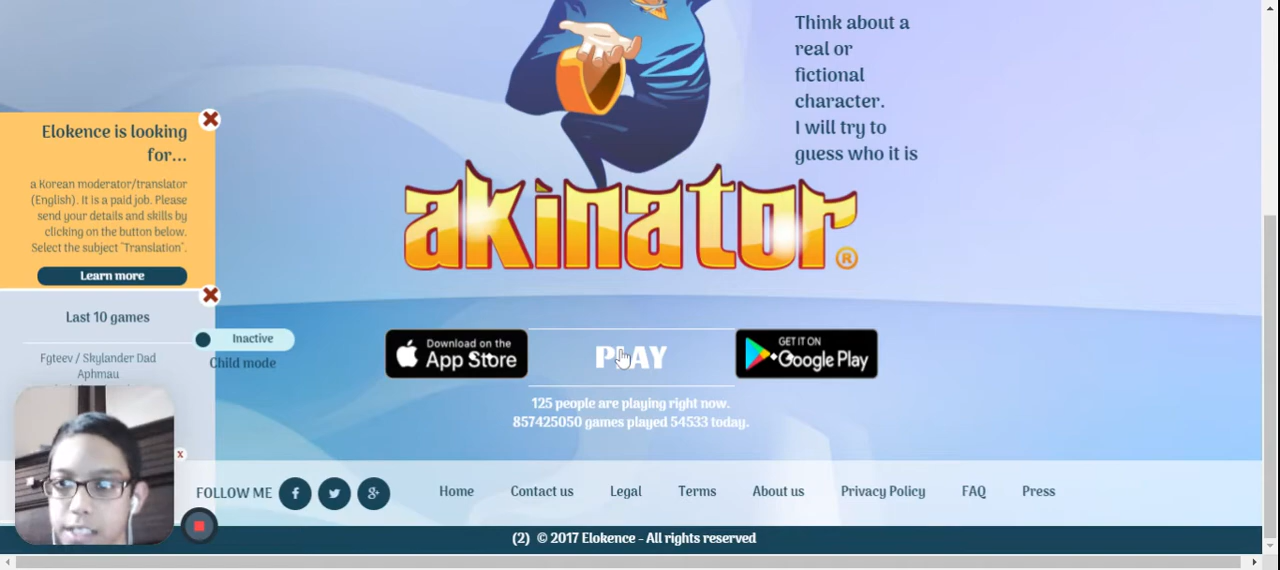 Think about a
real or
fictional
character.
I will try to
guess who it is
Elokence is looking
for...
a Korean moderator/translator
(English). It is a paid job. Please
send your details and skills by
clicking on the button below.
Select the subject "Translation".
Learn more
akinator®
Last 10 games
Inactive
Child mode
Fgteev / Skylander Dad
Aphmau
Download on the
App Store
PLAY
GET IT ON
Google Play
125 people are playing right now.
857425050 games played 54533 today.
x
FOLLOW ME
Home Contact us Legal Terms About us Privacy Policy FAQ Press
(2) © 2017 Elokence - All rights reserved